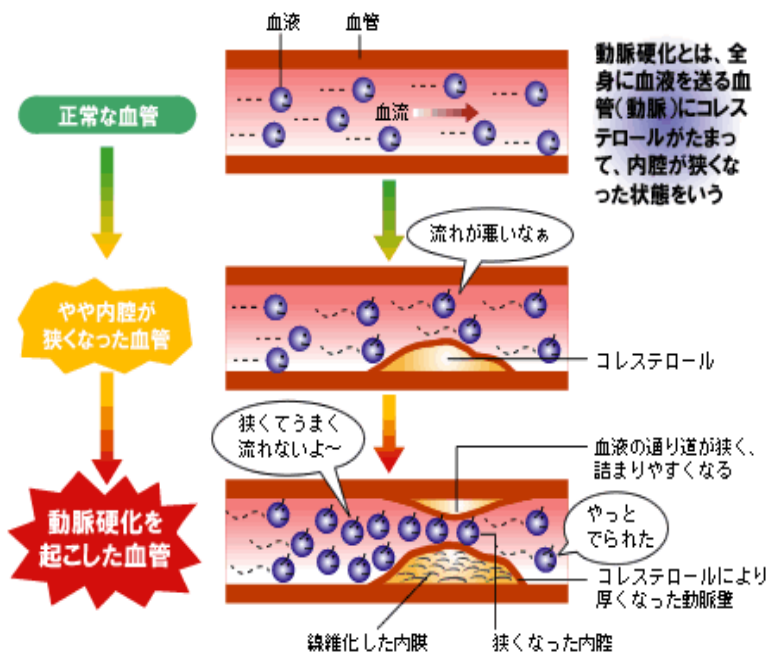 血液
血管
動脈硬化とは、全
身に血液を送る血
管(動脈)にコレス
テロールがたまっ
て、内腔が狭くな
った状態をいう
正常な血管
血流
流れが悪いなぁ
やや内腔が
狭くなった血管
コレステロール
狭くてうまく
流れないよ～
血液の通り道が狭く、
詰まりやすくなる
動脈硬化を
起こした血管
やっと
でられた
コレステロールにより
厚くなった動脈壁
線維化した内膜
狭くなった内腔